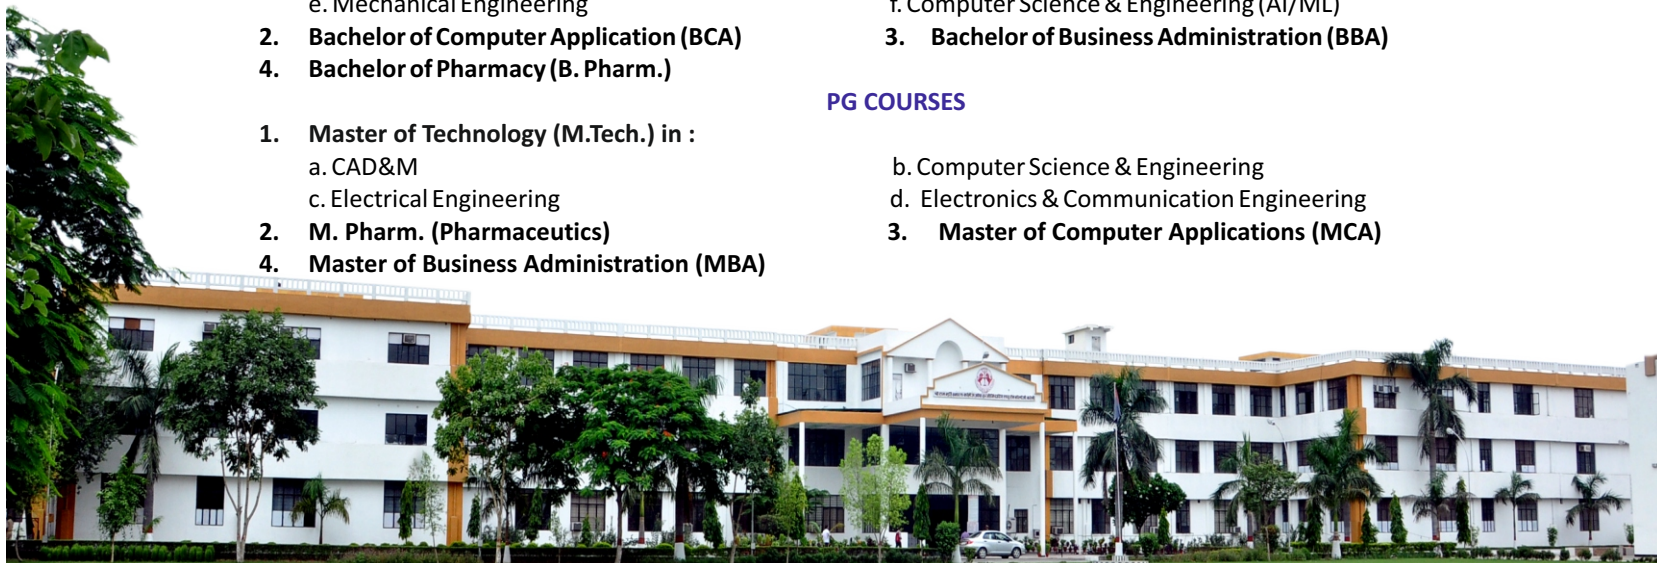 e. Mechanical Engineering f. Computer Science & Engineering (AI/ML)
2. Bachelor of Computer Application (BCA) 3. Bachelor of Business Administration (BBA)
4. Bachelor of Pharmacy (B. Pharm.)
PG COURSES
1. Master of Technology (M.Tech.) in :
a. CAD&M b. Computer Science & Engineering
c. Electrical Engineering d. Electronics & Communication Engineering
2. M. Pharm. (Pharmaceutics) 3. Master of Computer Applications (MCA)
4. Master of Business Administration (MBA)